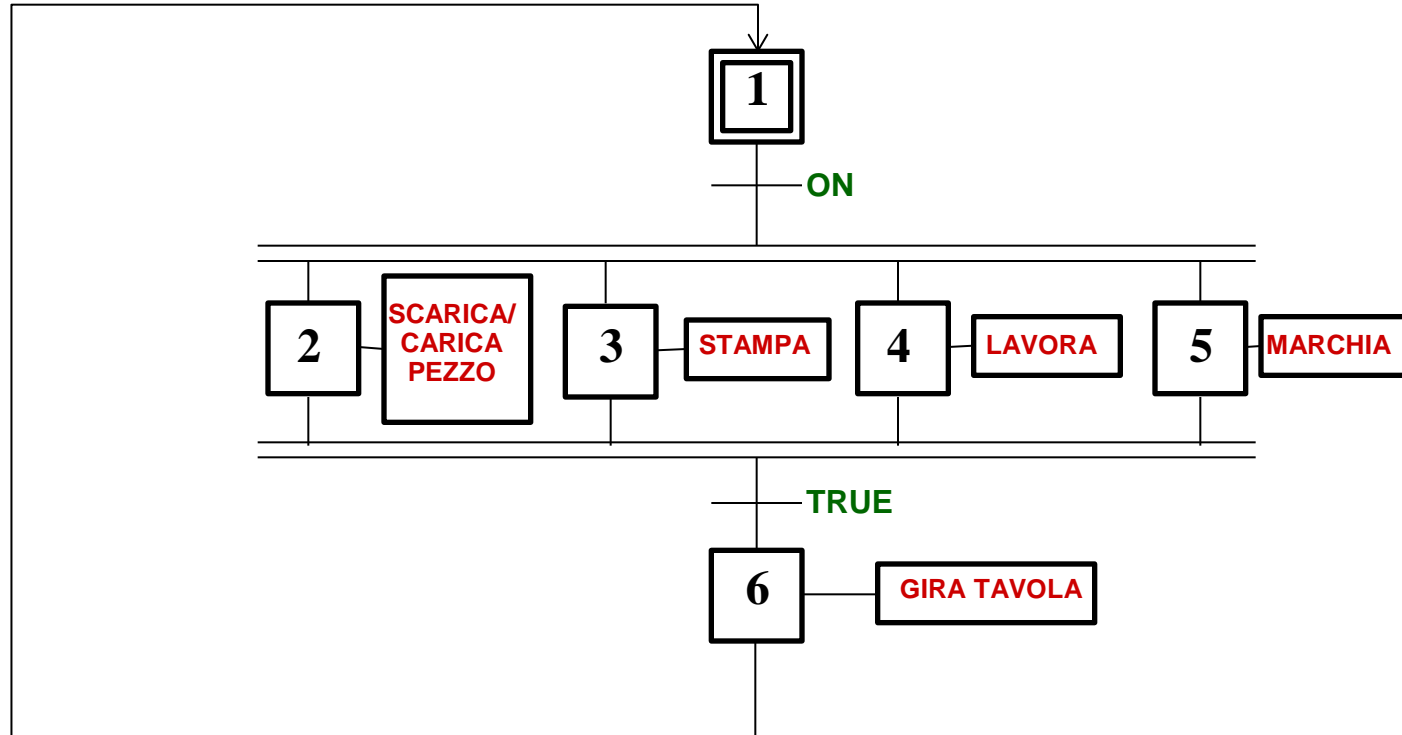 1
ON
2
SCARICA/
CARICA
PEZZO
3
STAMPA
4
LAVORA
5
MARCHIA
TRUE
6
GIRA TAVOLA